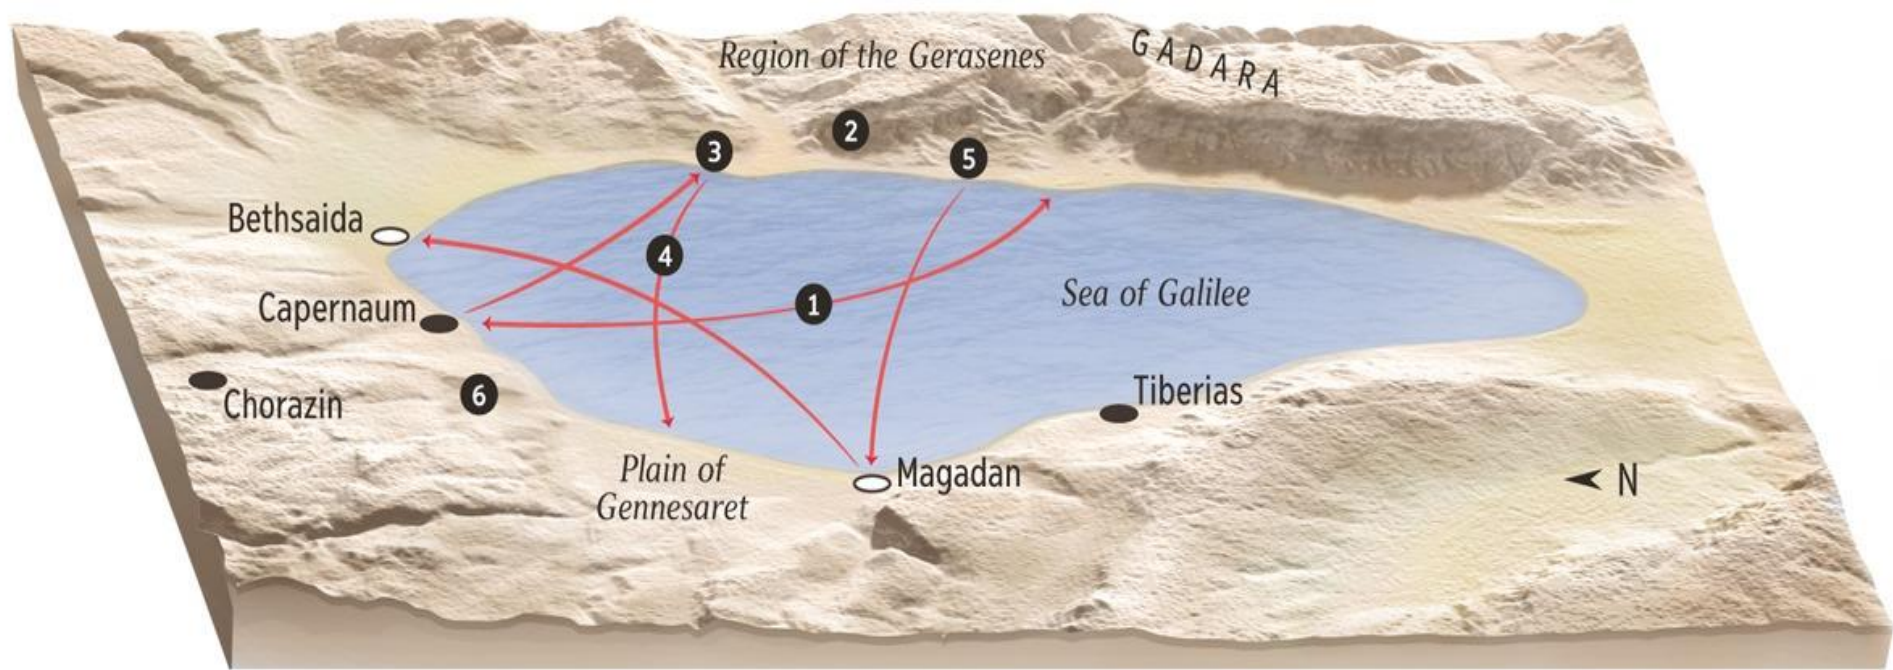 Region of the Gerasenes
GADARA
2
3
5
Bethsaida
4
Capernaum
1
Sea of Galilee
Chorazin
6
Tiberias
Plain of
Gennesaret
Magadan
N